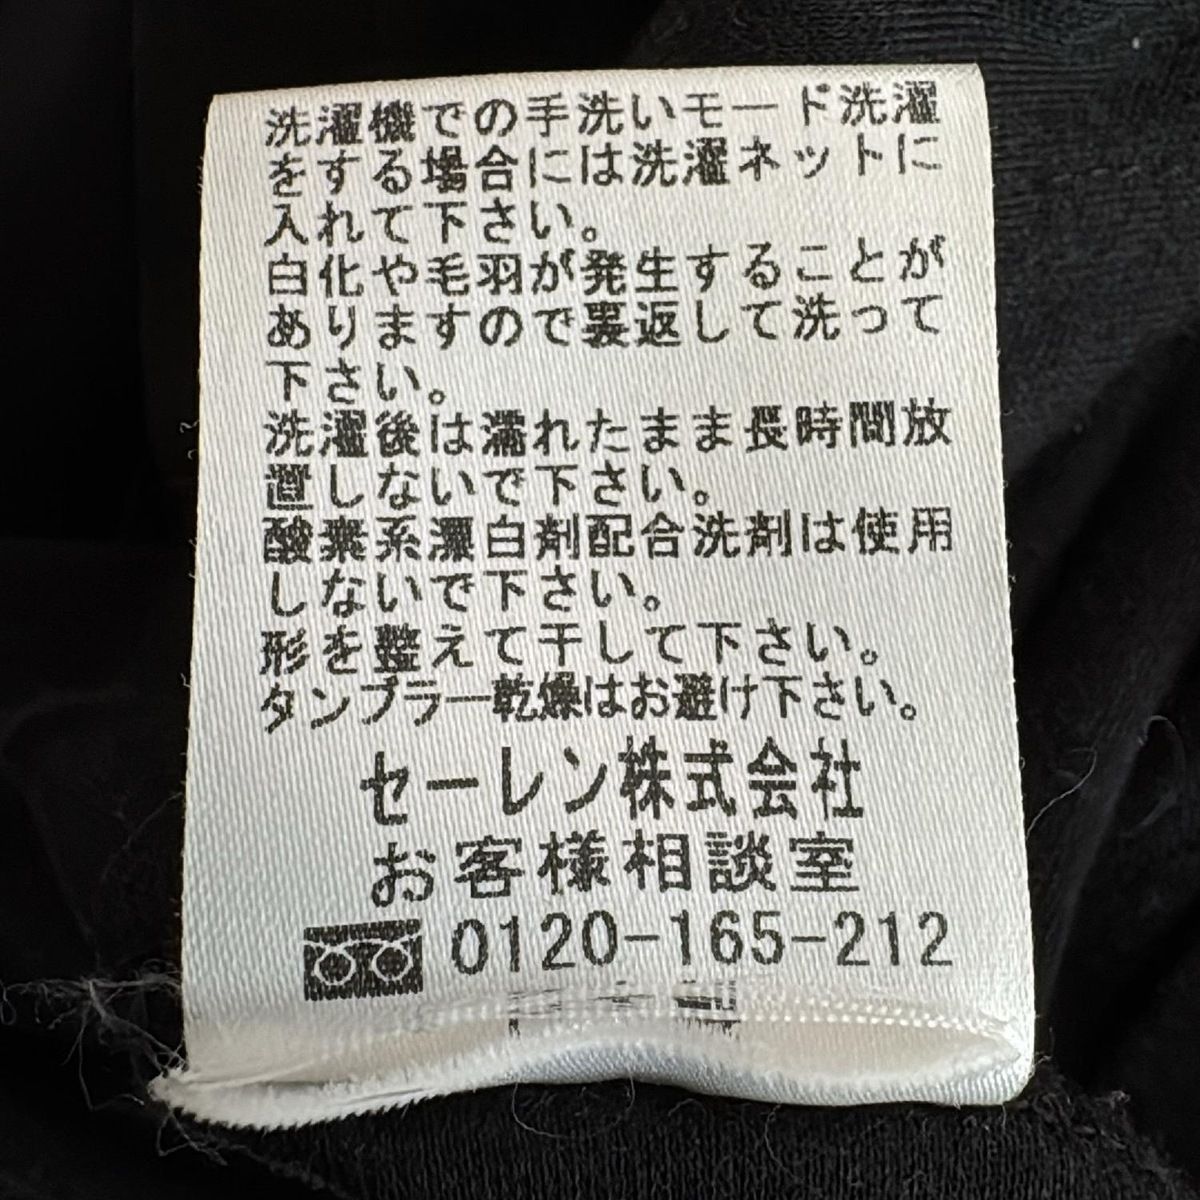 洗濯機での手洗いモード洗濯
をする場合には洗濯ネットに
入れて下さい。
白化や毛羽が発生することが
ありますので裏返して洗って
下さい。
洗濯後は濡れたまま長時間放
置しないで下さい。
酸素系漂白剤配合洗剤は使用
しないで下さい。
形を整えて干して下さい。
タンブラー乾燥はお避け下さい。
セーレン株式会社
お客様相談室
0120-165-212